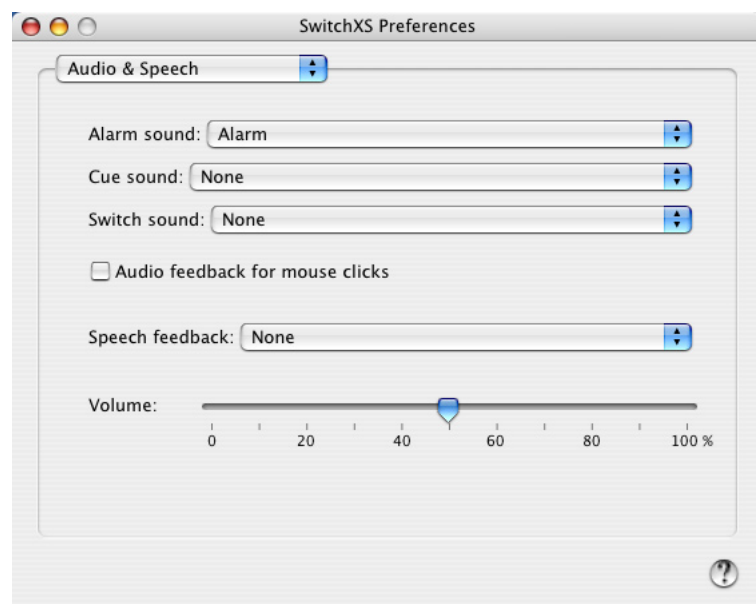 SwitchXS Preferences
Audio & Speech
Alarm sound: Alarm
Cue sound: None
Switch sound: None
Audio feedback for mouse clicks
Speech feedback: None
Volume:
0 20 40 60 80 100 %
?